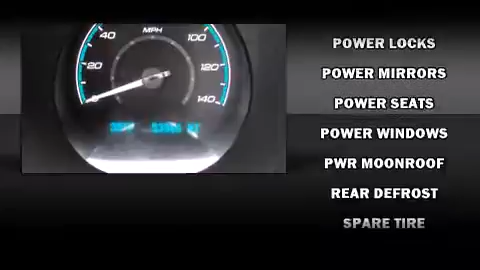 MPH
40
100
20
120
0
140
POWER LOCKS
POWER MIRRORS
POWER SEATS
POWER WINDOWS
PWR MOONROOF
REAR DEFROST
SPARE TIRE